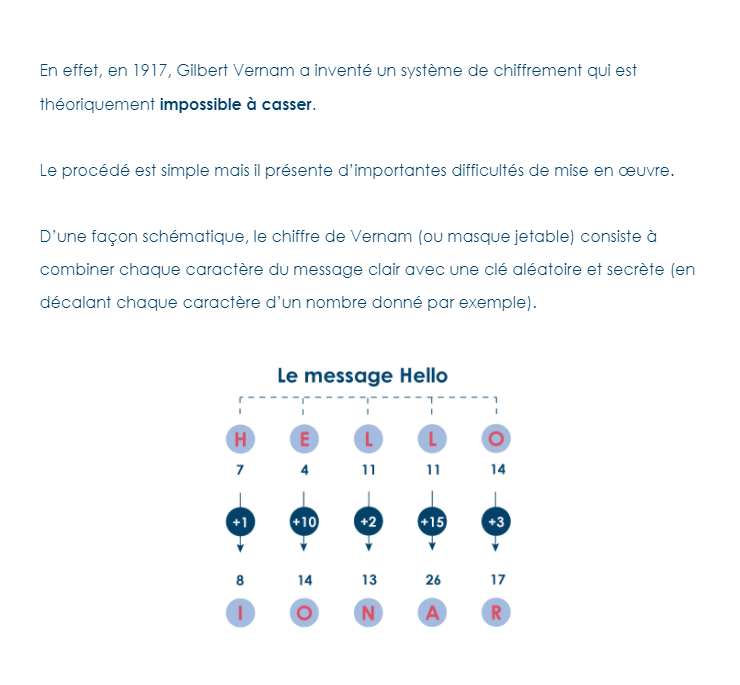 En effet, en 1917, Gilbert Vernam a inventé un système de chiffrement qui est
théoriquement impossible à casser.
Le procédé est simple mais il présente d'importantes difficultés de mise en œuvre.
D'une façon schématique, le chiffre de Vernam (ou masque jetable) consiste à
combiner chaque caractère du message clair avec une clé aléatoire et secrète (en
décalant chaque caractère d'un nombre donné par exemple).
Le message Hello
H E L L O
7 4 11 11 14
+1 +10 +2 +15 +3
8 14 13 26 17
I O N A R